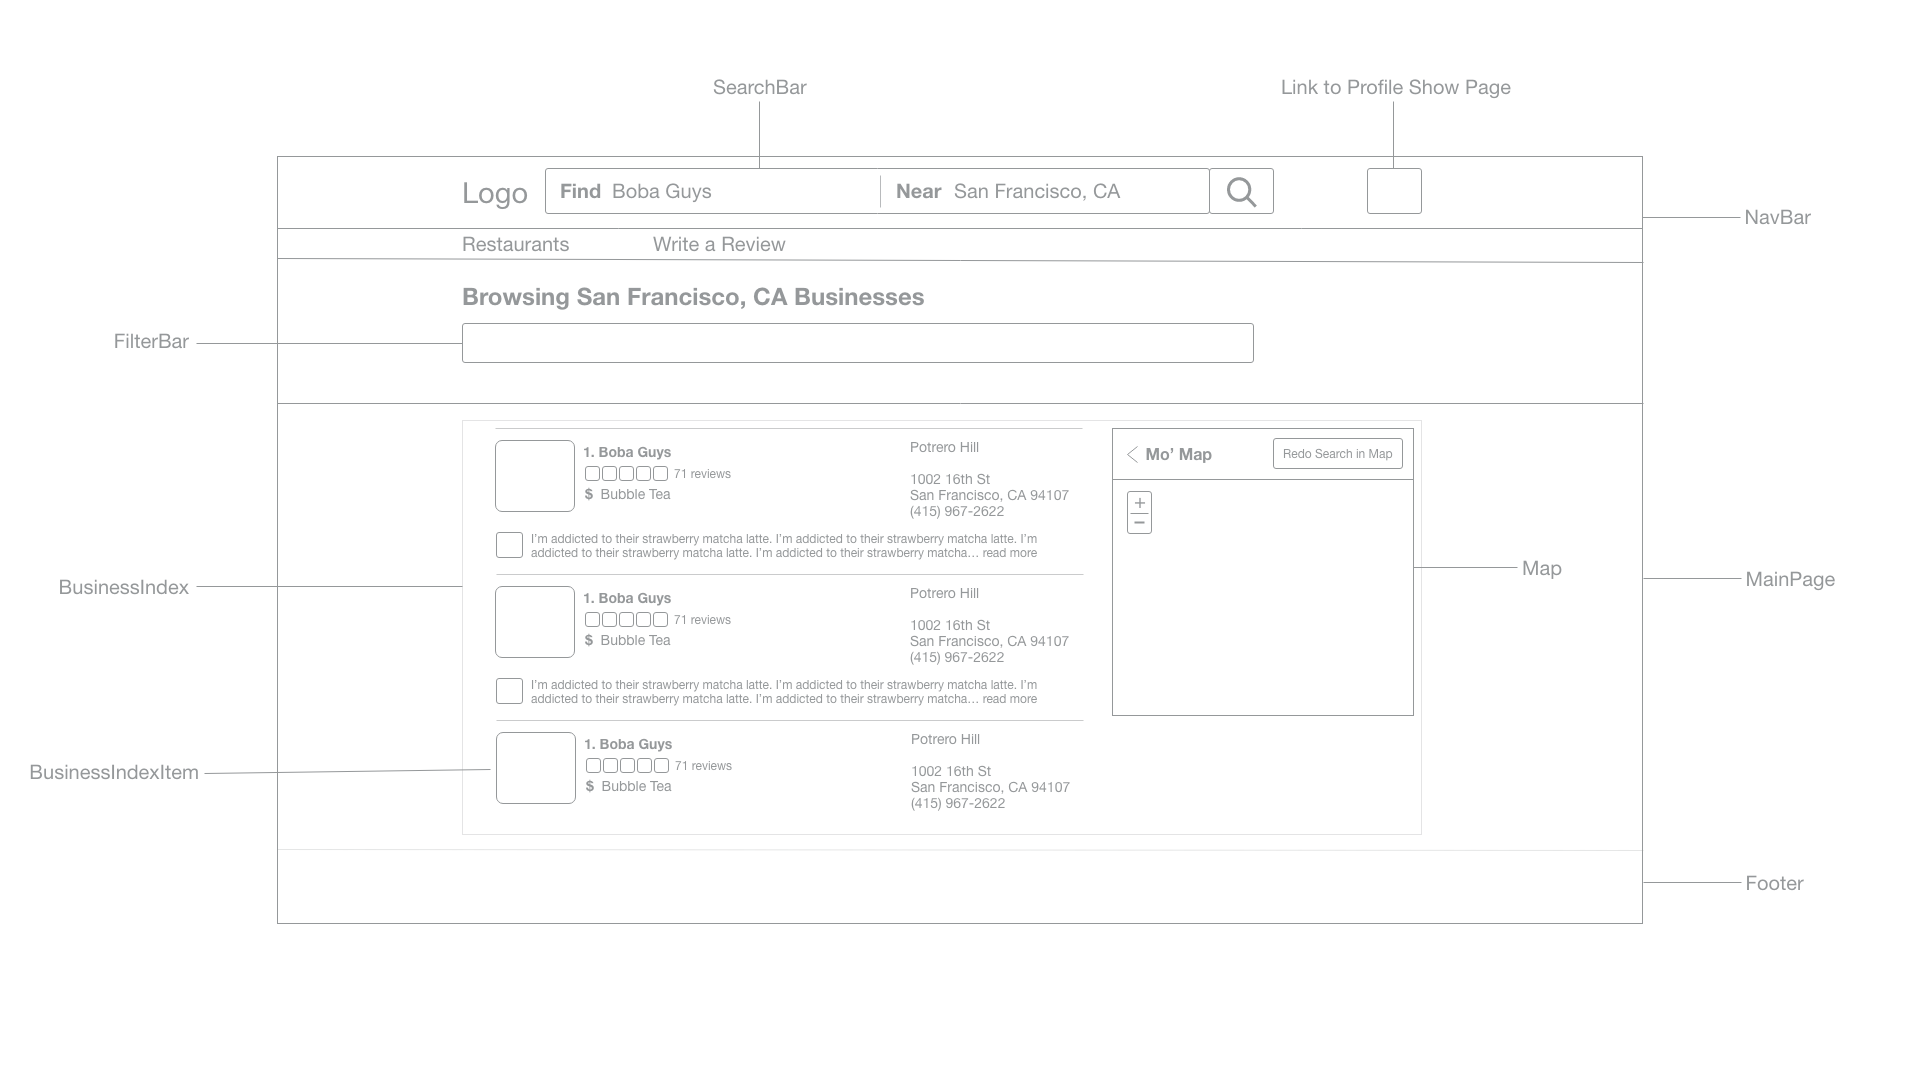 SearchBar
Link to Profile Show Page
Logo
Find Boba Guys
Near San Francisco, CA
NavBar
Restaurants
Write a Review
Browsing San Francisco, CA Businesses
FilterBar
1. Boba Guys
71 reviews
$ Bubble Tea
Potrero Hill
1002 16th St
San Francisco, CA 94107
(415) 967-2622
I'm addicted to their strawberry matcha latte. I'm addicted to their strawberry matcha latte. I'm
addicted to their strawberry matcha latte. I'm addicted to their strawberry matcha… read more
Mo’ Map
Redo Search in Map
+
−
Map
MainPage
BusinessIndex
1. Boba Guys
71 reviews
$ Bubble Tea
Potrero Hill
1002 16th St
San Francisco, CA 94107
(415) 967-2622
I'm addicted to their strawberry matcha latte. I'm addicted to their strawberry matcha latte. I'm
addicted to their strawberry matcha latte. I'm addicted to their strawberry matcha… read more
BusinessIndexItem
1. Boba Guys
71 reviews
$ Bubble Tea
Potrero Hill
1002 16th St
San Francisco, CA 94107
(415) 967-2622
Footer